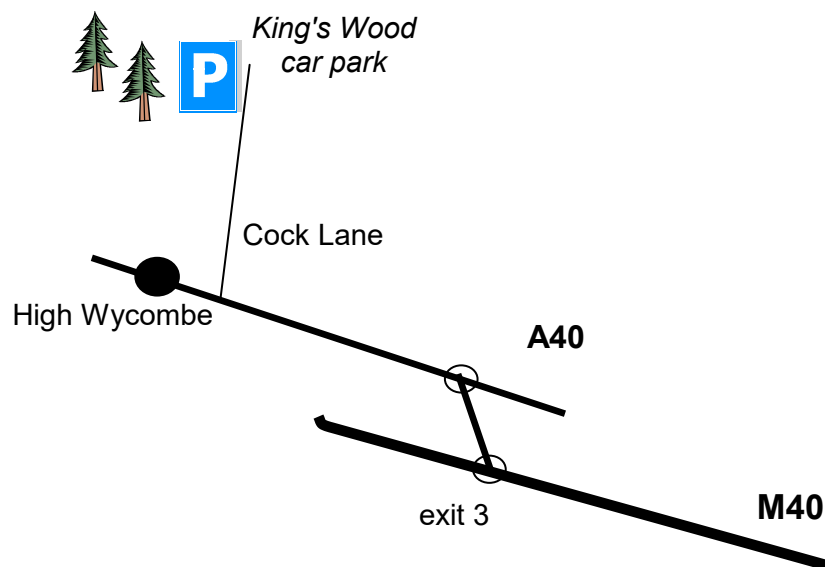 King's Wood
car park
P
Cock Lane
High Wycombe
A40
M40
exit 3